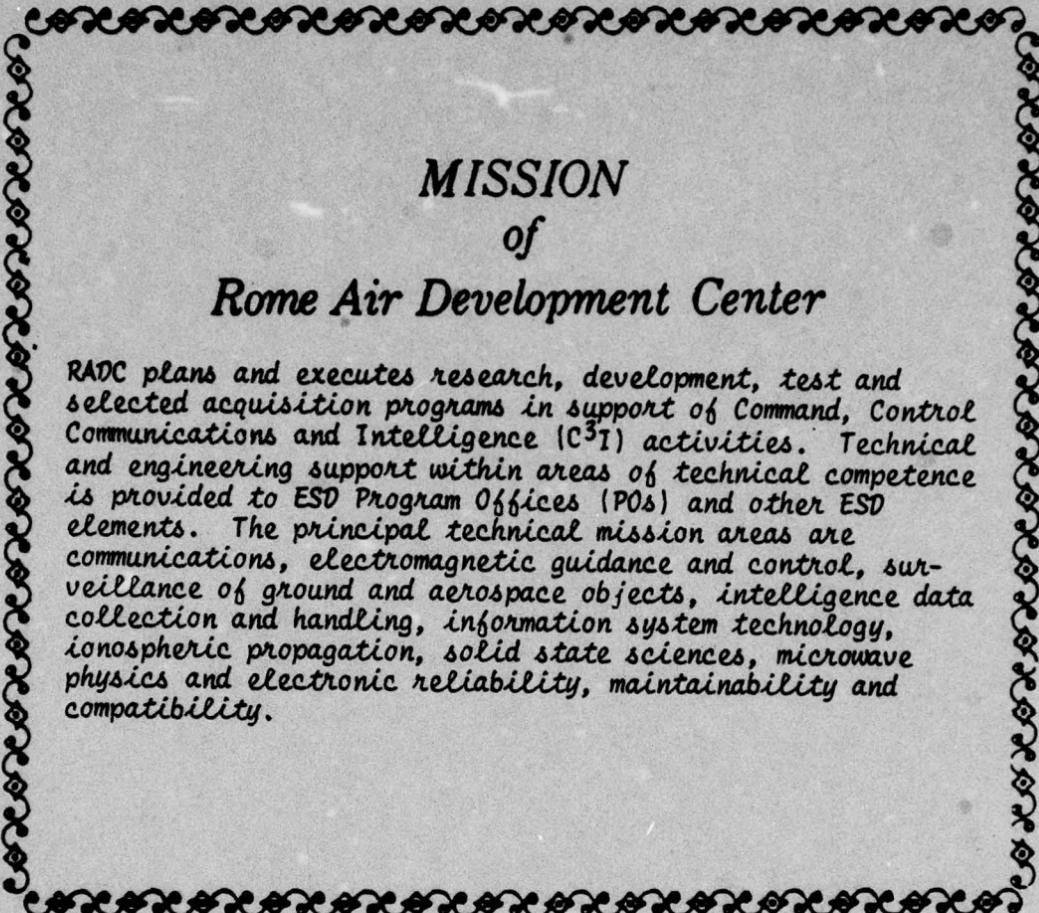 MISSION
of
Rome Air Development Center
RADC plans and executes research, development, test and
selected acquisition programs in support of Command, Control
Communications and Intelligence (C³I) activities. Technical
and engineering support within areas of technical competence
is provided to ESD Program Offices (POs) and other ESD
elements. The principal technical mission areas are
communications, electromagnetic guidance and control, sur-
veillance of ground and aerospace objects, intelligence data
collection and handling, information system technology,
ionospheric propagation, solid state sciences, microwave
physics and electronic reliability, maintainability and
compatibility.